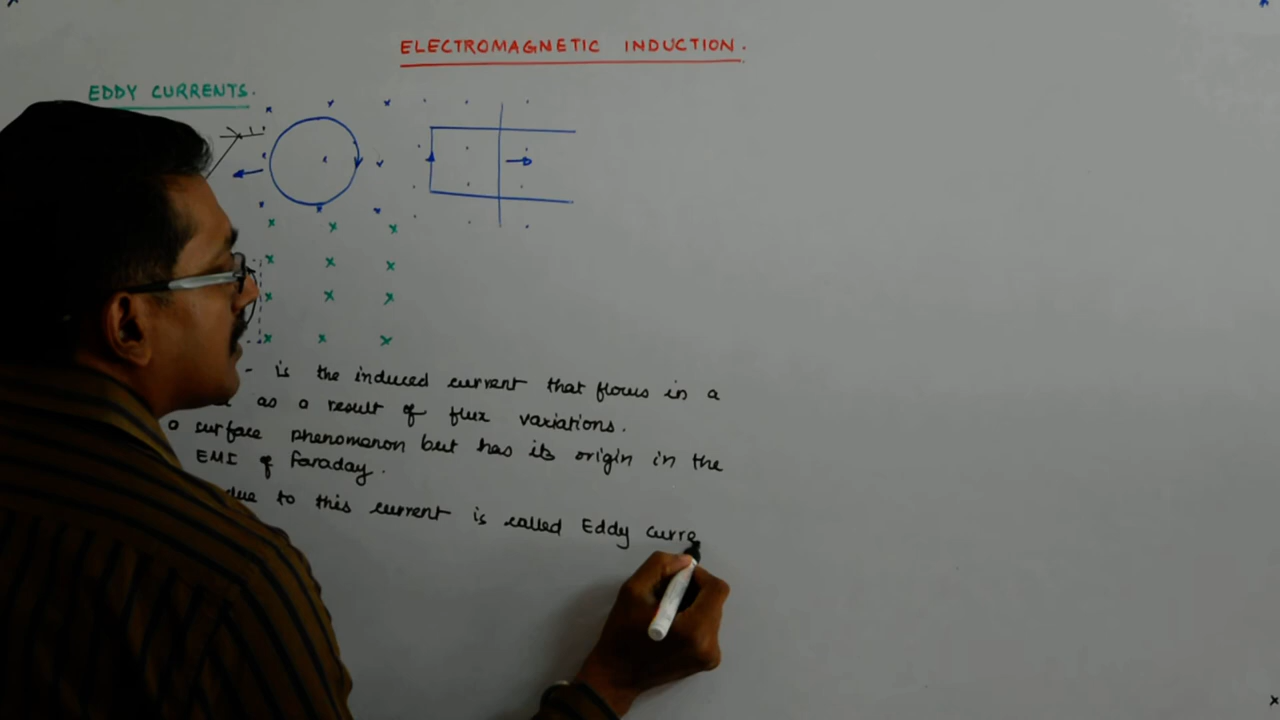 ELECTROMAGNETIC INDUCTION.
EDDY CURRENTS.
- is the induced current that flows in a
as a result of flux variations.
a surface phenomenon but has its origin in the
EMI of Faraday.
due to this current is called Eddy curre